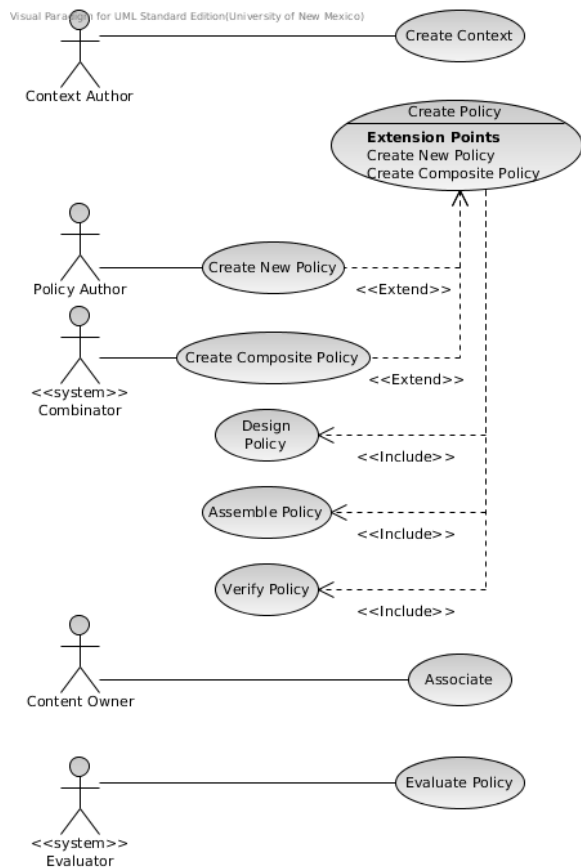 Visual Paradigm for UML Standard Edition(University of New Mexico)
Create Context
Context Author
Create Policy
Extension Points
Create New Policy
Create Composite Policy
Create New Policy
Policy Author
<<Extend>>
Create Composite Policy
<<Extend>>
<<system>>
Combinator
Design
Policy
<<Include>>
Assemble Policy
<<Include>>
Verify Policy
<<Include>>
Associate
Content Owner
Evaluate Policy
<<system>>
Evaluator